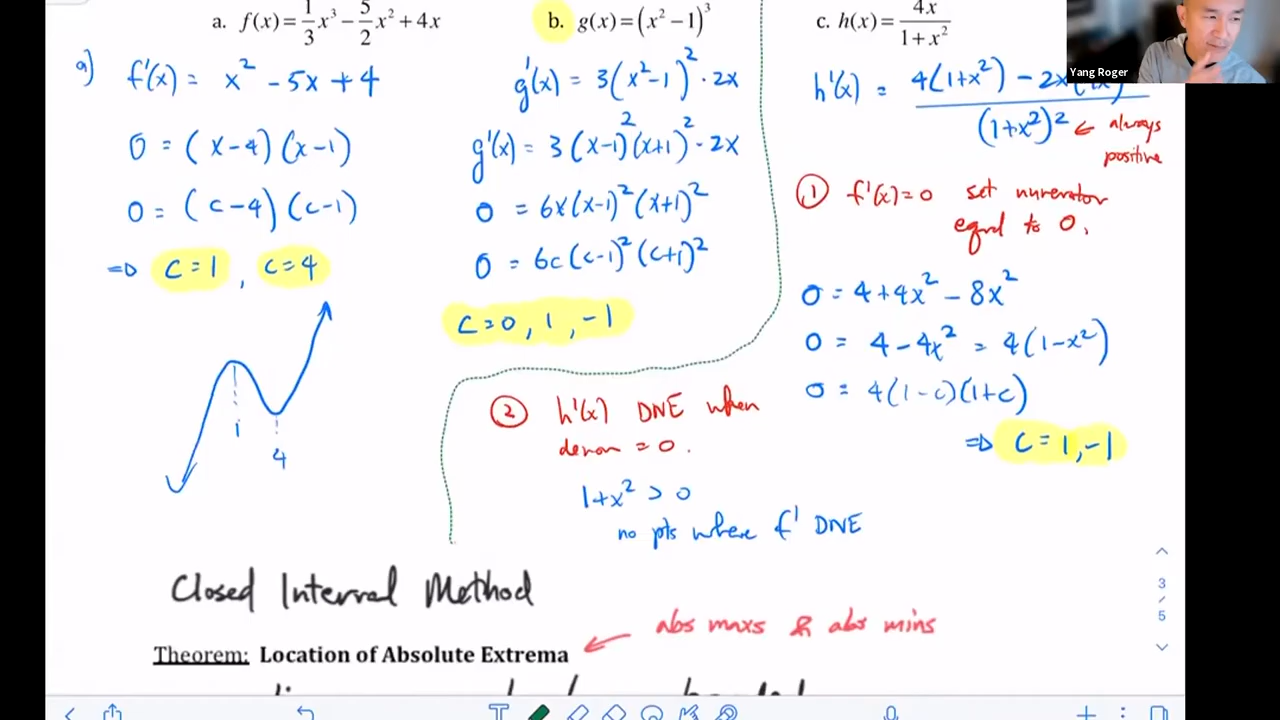 a. f(x) = 1/3 x³ − 5/2 x² + 4x
b. g(x) = (x² − 1)³
c. h(x) = 4x / 1 + x²
Yang Roger
a) f'(x) = x² - 5x + 4
0 = (x-4)(x-1)
0 = (c-4)(c-1)
=> c=1, c=4
1
4
g'(x) = 3(x²-1)² · 2x
g'(x) = 3(x-1)²(x+1)² · 2x
0 = 6x(x-1)²(x+1)²
0 = 6c(c-1)²(c+1)²
c=0, 1, -1
h'(x) = 4(1+x²) - 2x(4x) / (1+x²)²
← always
positive
① f'(x)=0 set numerator
equal to 0.
0 = 4+4x² - 8x²
0 = 4-4x² = 4(1-x²)
0 = 4(1-c)(1+c)
=> c=1,-1
② h'(x) DNE when
denom = 0.
1+x² > 0
no pts where f' DNE
Closed Interval Method
abs maxs & abs mins
Theorem: Location of Absolute Extrema
3
/
5